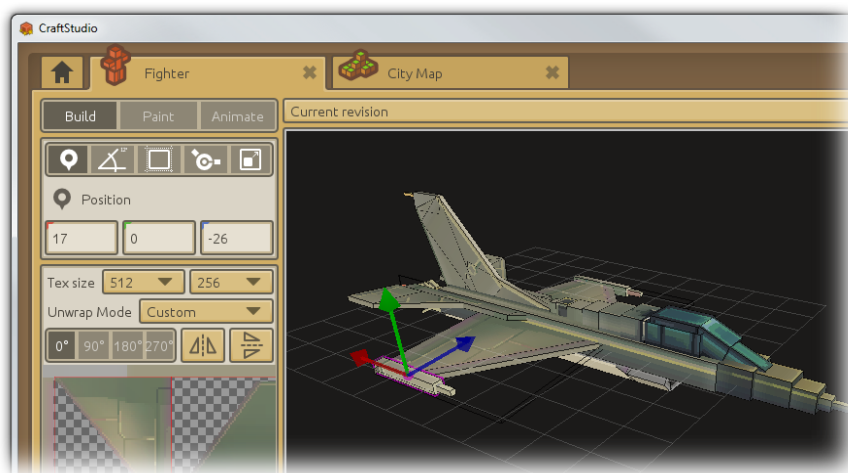 CraftStudio
Fighter
City Map
Build Paint Animate
Current revision
Position
17 0 -26
Tex size 512 256
Unwrap Mode Custom
0° 90° 180° 270°